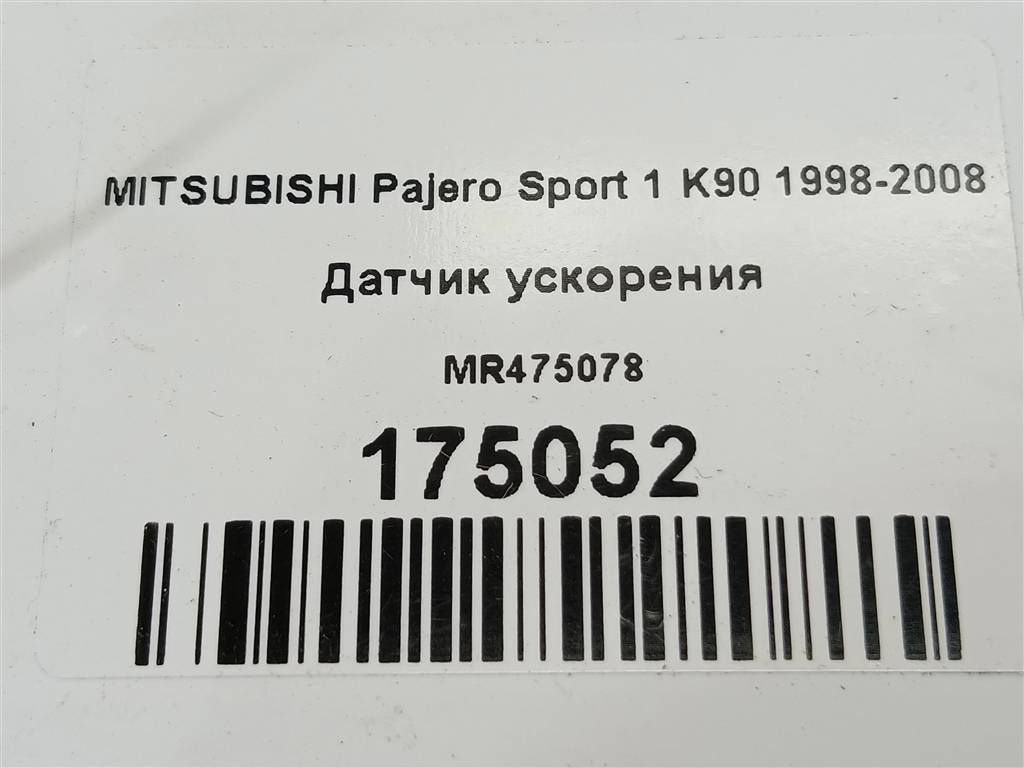 MITSUBISHI Pajero Sport 1 K90 1998-2008
Датчик ускорения
MR475078
175052